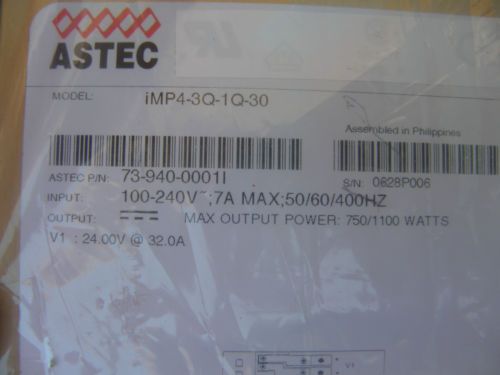 ASTEC
MODEL: iMP4-3Q-1Q-30
Assembled in Philippines
ASTEC P/N: 73-940-0001I
S/N: 0628P006
INPUT: 100-240V~;7A MAX;50/60/400HZ
OUTPUT: MAX OUTPUT POWER: 750/1100 WATTS
V1 : 24.00V @ 32.0A
V1